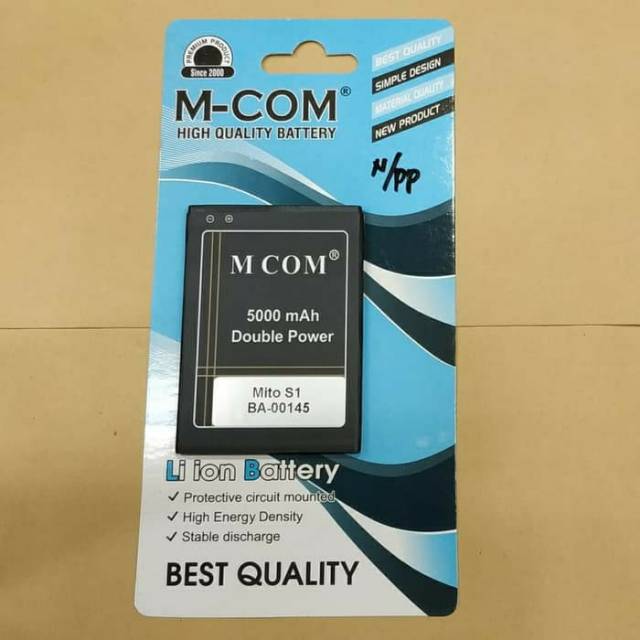 PREMIUM PRODUCT
Since 2000
M-COM®
HIGH QUALITY BATTERY
BEST QUALITY
SIMPLE DESIGN
MATERIAL QUALITY
NEW PRODUCT
N/PP
M COM®
5000 mAh
Double Power
Mito S1
BA-00145
Li ion Battery
✓ Protective circuit mounted
✓ High Energy Density
✓ Stable discharge
BEST QUALITY